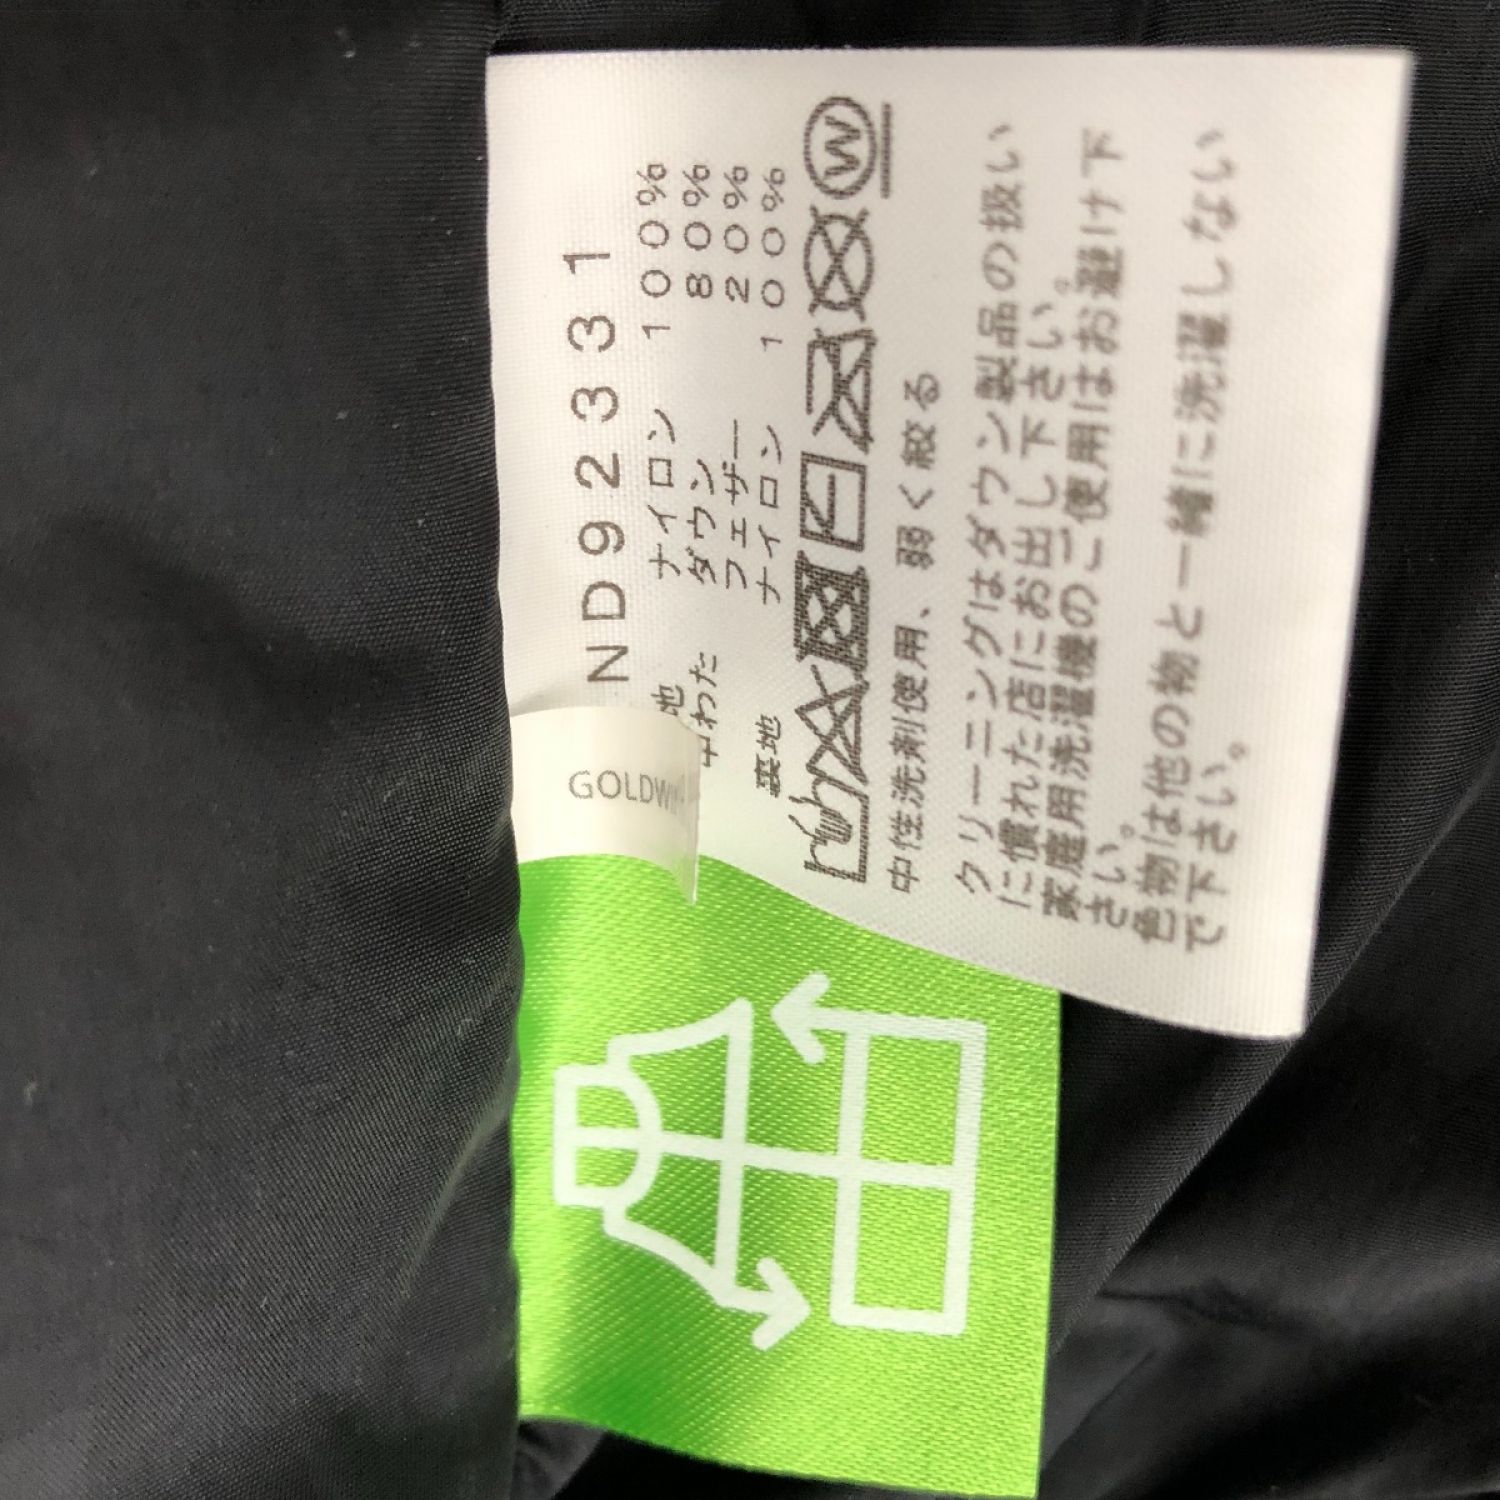 ND92331
地 ナイロン 100%
中わた ダウン 80%
フェザー 20%
裏地 ナイロン 100%
W
中性洗剤使用、弱く絞る
クリーニングはダウン製品の扱い
に慣れた店にお出し下さい。
家庭用洗濯機のご使用はお避け下
さい。
色物は他の物と一緒に洗濯しない
で下さい。
GOLDWI